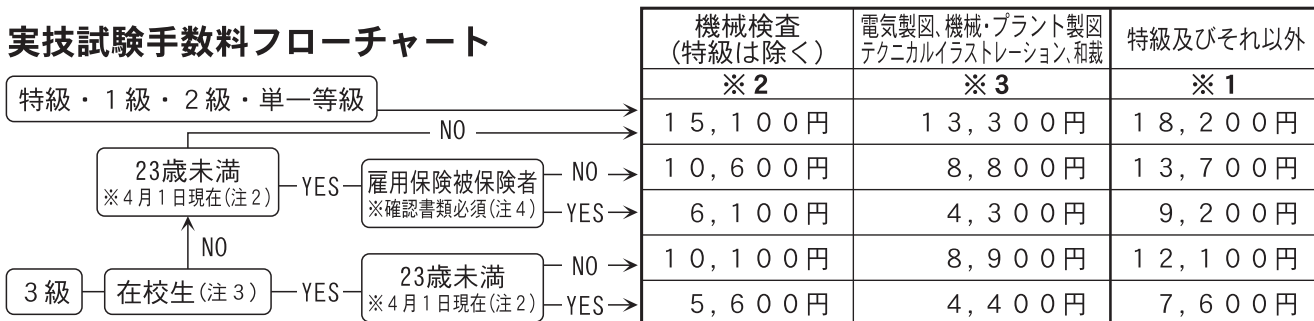 実技試験手数料フローチャート
機械検査
(特級は除く)
電気製図、機械・プラント製図
テクニカルイラストレーション、和裁
特級及びそれ以外
※2
※3
※1
特級・1級・2級・単一等級
15,100円
13,300円
18,200円
NO
23歳未満
※4月1日現在(注2)
YES
雇用保険被保険者
※確認書類必須(注4)
NO
10,600円
8,800円
13,700円
YES
6,100円
4,300円
9,200円
NO
3級
在校生(注3)
YES
23歳未満
※4月1日現在(注2)
NO
10,100円
8,900円
12,100円
YES
5,600円
4,400円
7,600円